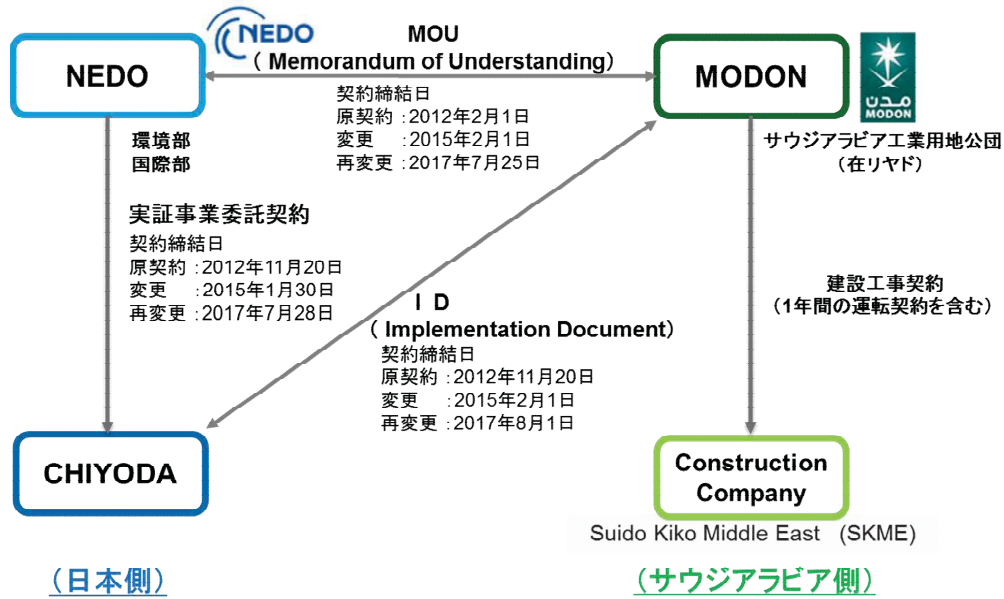 NEDO
NEDO
MOU
( Memorandum of Understanding)
契約締結日
原契約 :2012年2月1日
変更 :2015年2月1日
再変更 :2017年7月25日
MODON
مدن
MODON
サウジアラビア工業用地公団
(在リヤド)
環境部
国際部
実証事業委託契約
契約締結日
原契約 :2012年11月20日
変更 :2015年1月30日
再変更 :2017年7月28日
I D
( Implementation Document)
契約締結日
原契約 :2012年11月20日
変更 :2015年2月1日
再変更 :2017年8月1日
建設工事契約
(1年間の運転契約を含む)
CHIYODA
Construction
Company
Suido Kiko Middle East (SKME)
(日本側)
(サウジアラビア側)